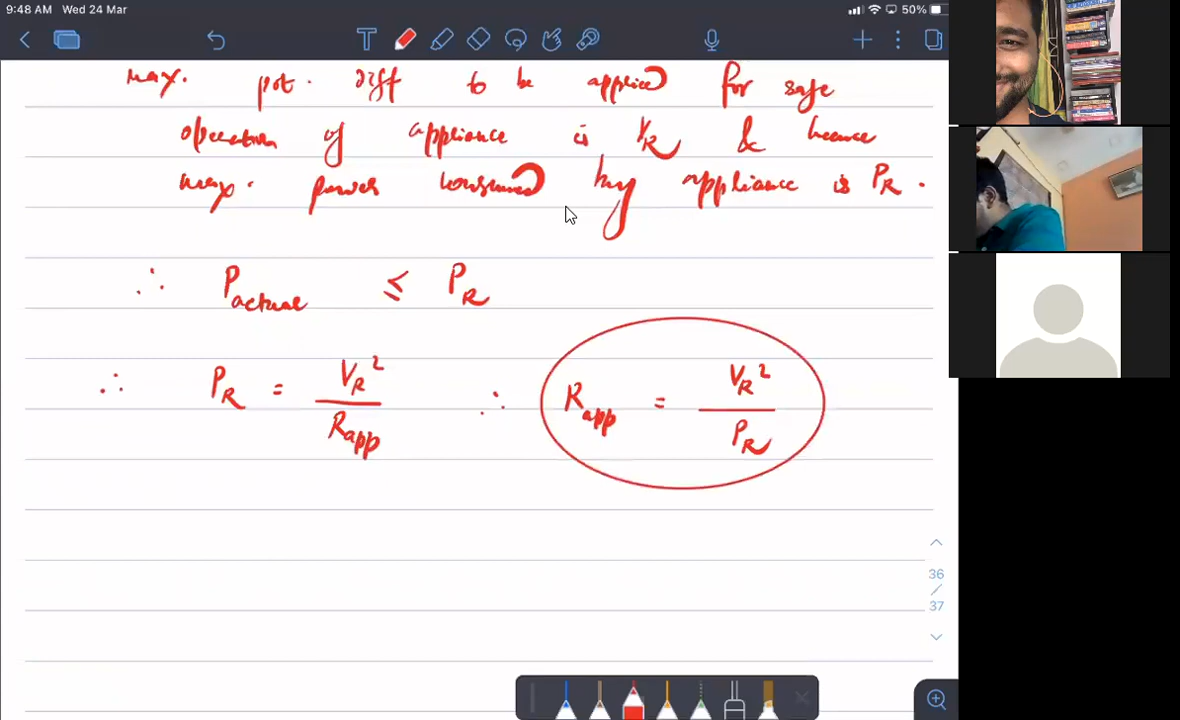 9:48 AM Wed 24 Mar
50%
max. pot. diff to be applied for safe
operation of appliance is V_R & hence
max. power consumed by appliance is P_R.
∴ P_actual ≤ P_R
∴ P_R = V_R² / R_app ∴ R_app = V_R² / P_R
36
/
37